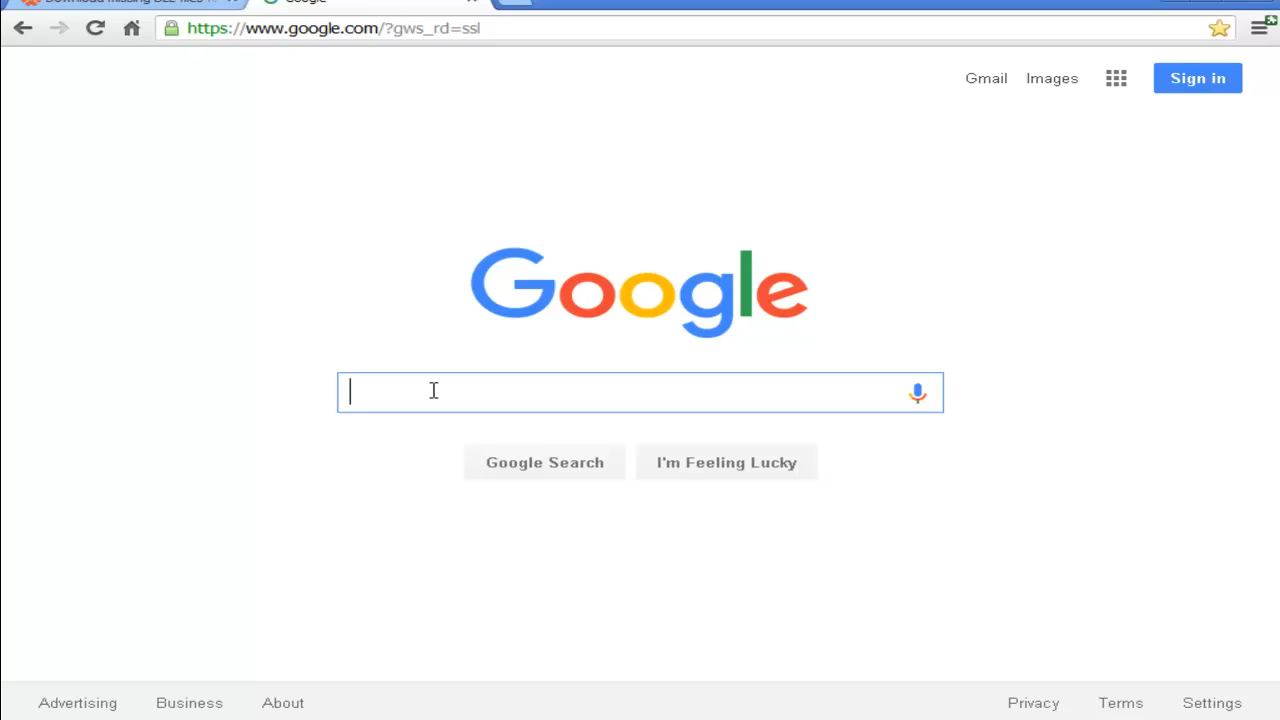 Download Missing DLL files
Google
https://www.google.com/?gws_rd=ssl
Gmail Images Sign in
Google
Google Search I'm Feeling Lucky
Advertising Business About Privacy Terms Settings